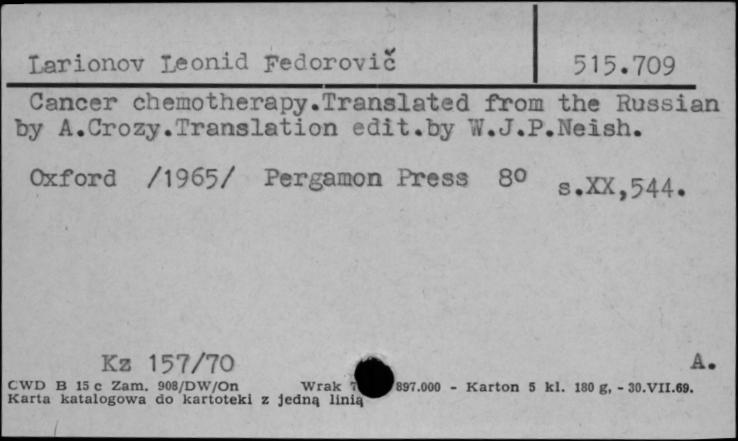 Larionov Leonid Fedorovič 515.709
Cancer chemotherapy.Translated from the Russian
by A.Crozy.Translation edit.by W.J.P.Neish.
Oxford /1965/ Pergamon Press 8º s.XX,544.
Kz 157/70 A.
CWD B 15 c Zam. 908/DW/On Wrak 897.000 - Karton 5 kl. 180 g, - 30.VII.69.
Karta katalogowa do kartoteki z jedną linią